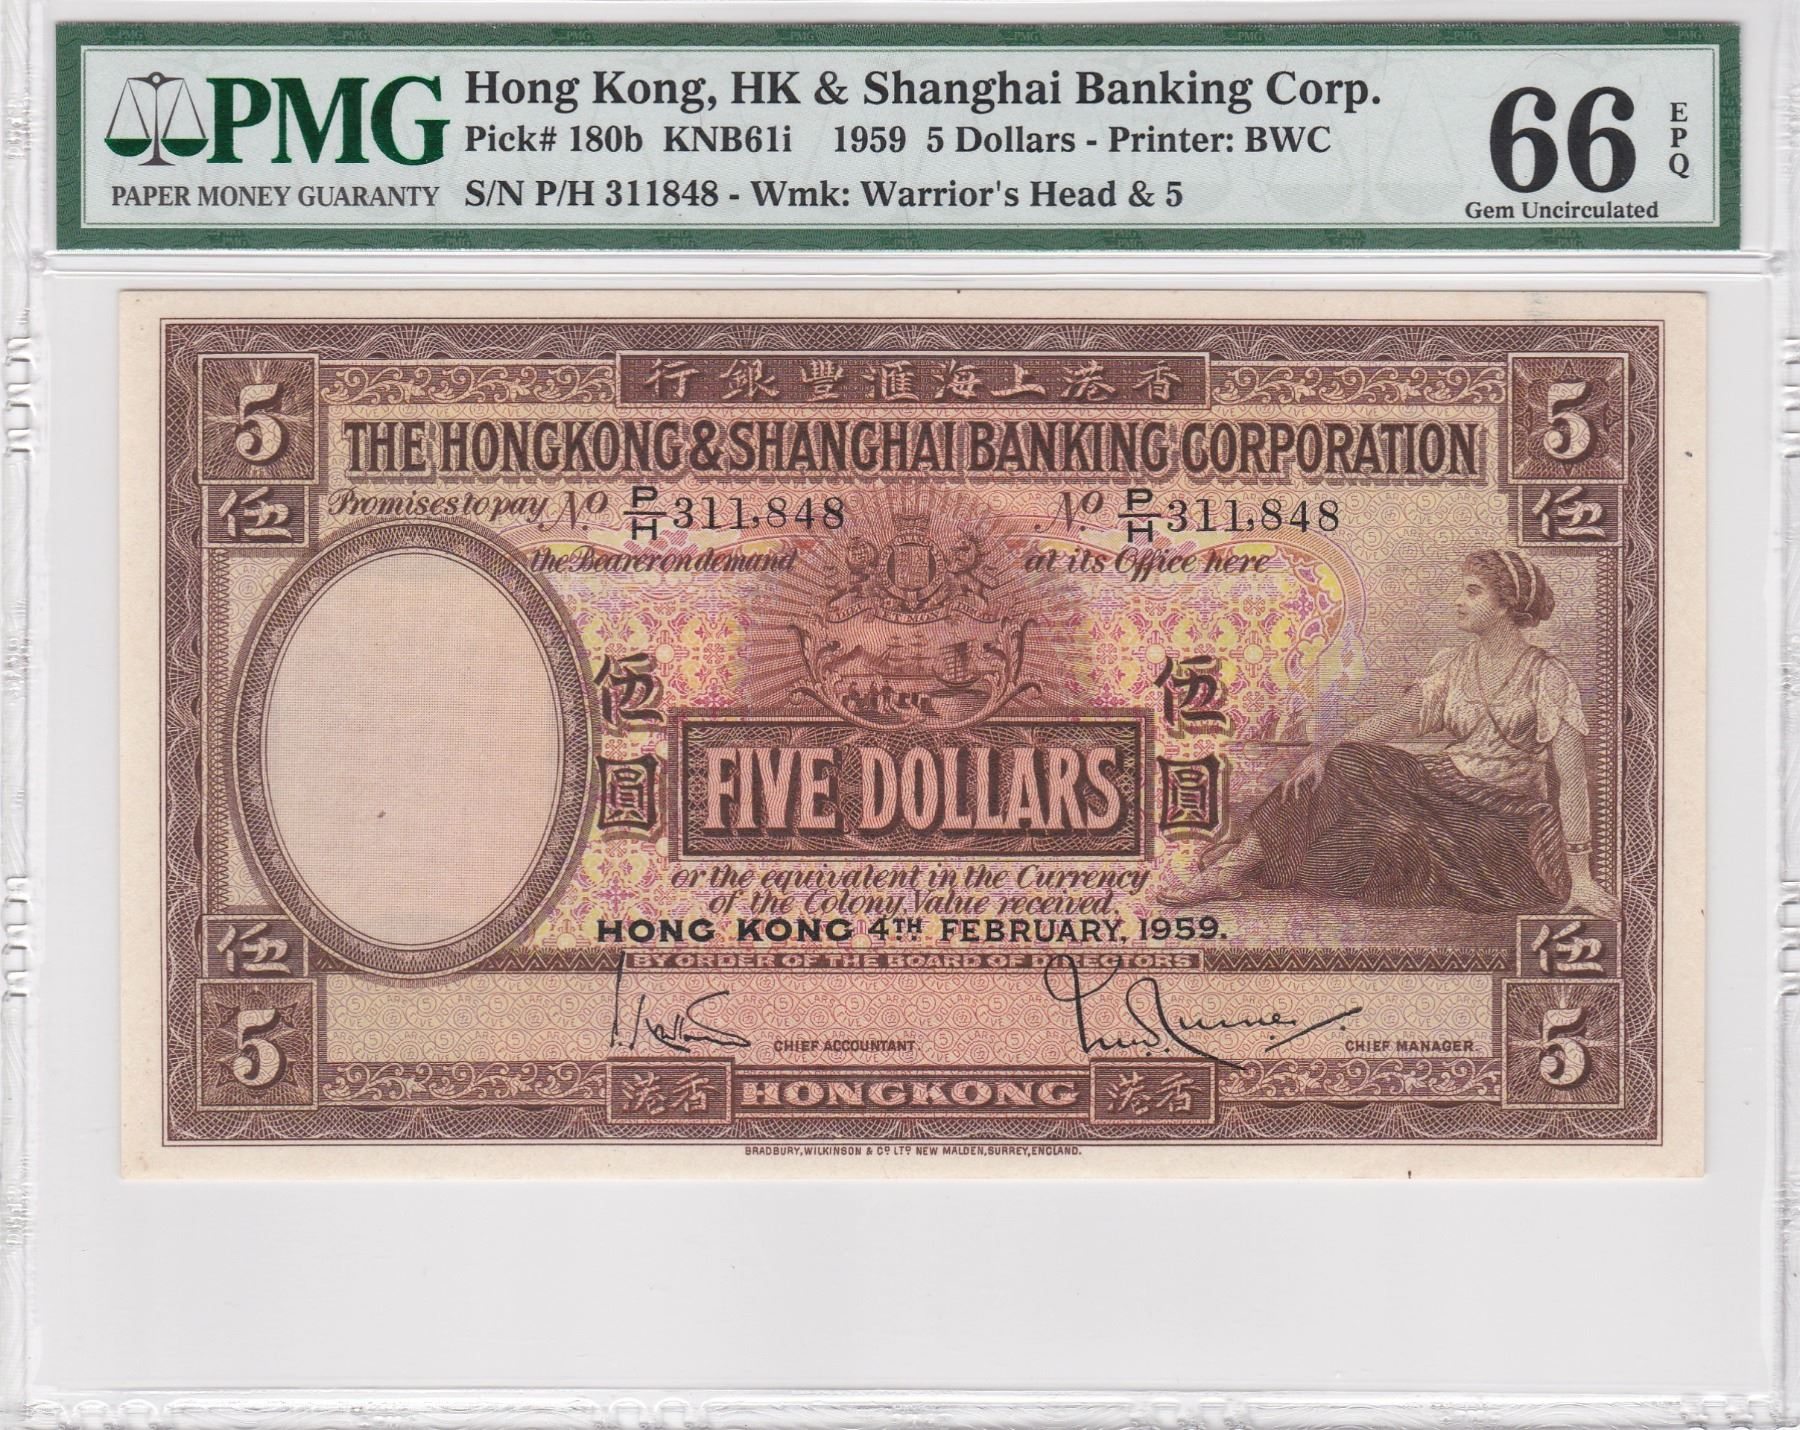 PMG
PAPER MONEY GUARANTY
Hong Kong, HK & Shanghai Banking Corp.
Pick# 180b KNB61i 1959 5 Dollars - Printer: BWC
S/N P/H 311848 - Wmk: Warrior's Head & 5
66
EPQ
Gem Uncirculated
行銀豐滙海上港香
5
5
THE HONGKONG & SHANGHAI BANKING CORPORATION
伍
伍
Promises to pay No P/H 311,848 No P/H 311,848
the Bearer on demand at its Office here
伍圓
伍圓
FIVE DOLLARS
or the equivalent in the Currency
of the Colony, Value received.
HONG KONG 4TH FEBRUARY, 1959.
伍
伍
BY ORDER OF THE BOARD OF DIRECTORS
5
5
CHIEF ACCOUNTANT
CHIEF MANAGER.
港香 HONGKONG 港香
BRADBURY, WILKINSON & Co LTD NEW MALDEN, SURREY, ENGLAND.